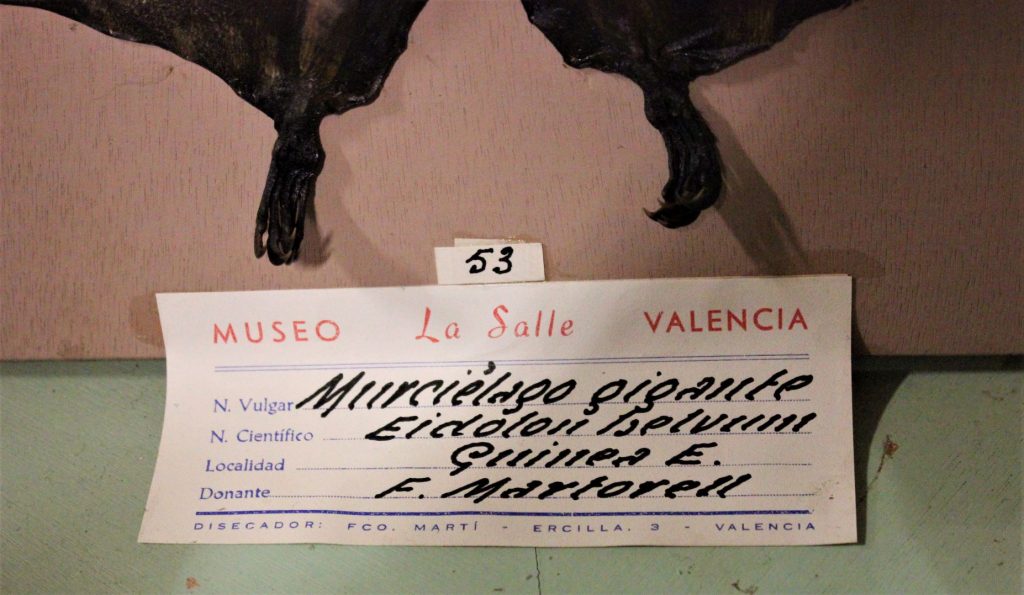 53
MUSEO La Salle VALENCIA
N. Vulgar Murciélago gigante
N. Científico Eidolon helvum
Localidad Guinea E.
Donante F. Martorell
DISECADOR: FCO. MARTÍ - ERCILLA. 3 - VALENCIA